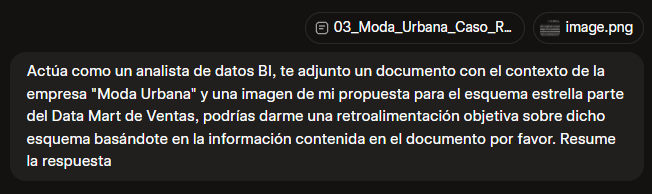 03_Moda_Urbana_Caso_R... image.png
Actúa como un analista de datos BI, te adjunto un documento con el contexto de la
empresa "Moda Urbana" y una imagen de mi propuesta para el esquema estrella parte
del Data Mart de Ventas, podrías darme una retroalimentación objetiva sobre dicho
esquema basándote en la información contenida en el documento por favor. Resume
la respuesta